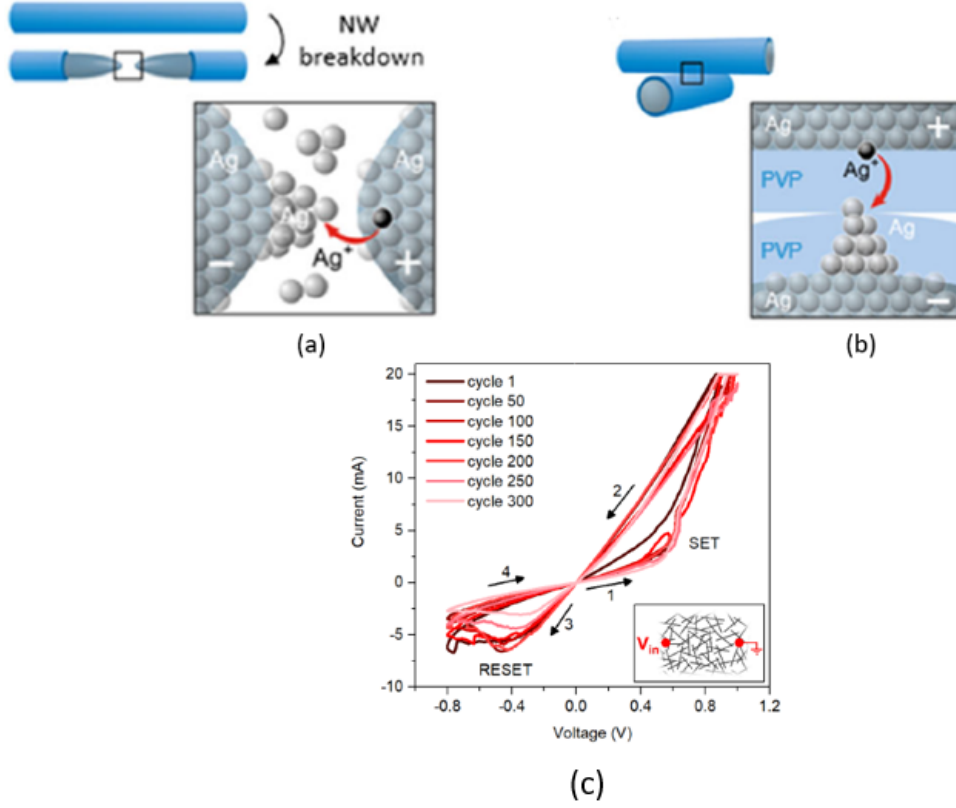 NW
breakdown
Ag
Ag
Ag
Ag⁺
−
+
(a)
Ag
+
Ag⁺
PVP
Ag
PVP
Ag
−
(b)
20
15
10
5
0
-5
-10
Current (mA)
cycle 1
cycle 50
cycle 100
cycle 150
cycle 200
cycle 250
cycle 300
2
SET
4
1
3
RESET
V_in
-0.8
-0.4
0.0
0.4
0.8
1.2
Voltage (V)
(c)